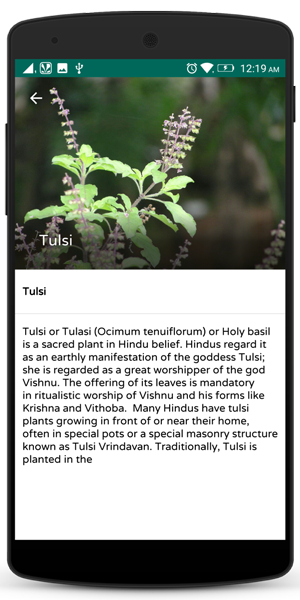 12:19 AM
Tulsi
Tulsi
Tulsi or Tulasi (Ocimum tenuiflorum) or Holy basil
is a sacred plant in Hindu belief. Hindus regard it
as an earthly manifestation of the goddess Tulsi;
she is regarded as a great worshipper of the god
Vishnu. The offering of its leaves is mandatory
in ritualistic worship of Vishnu and his forms like
Krishna and Vithoba.  Many Hindus have tulsi
plants growing in front of or near their home,
often in special pots or a special masonry structure
known as Tulsi Vrindavan. Traditionally, Tulsi is
planted in the